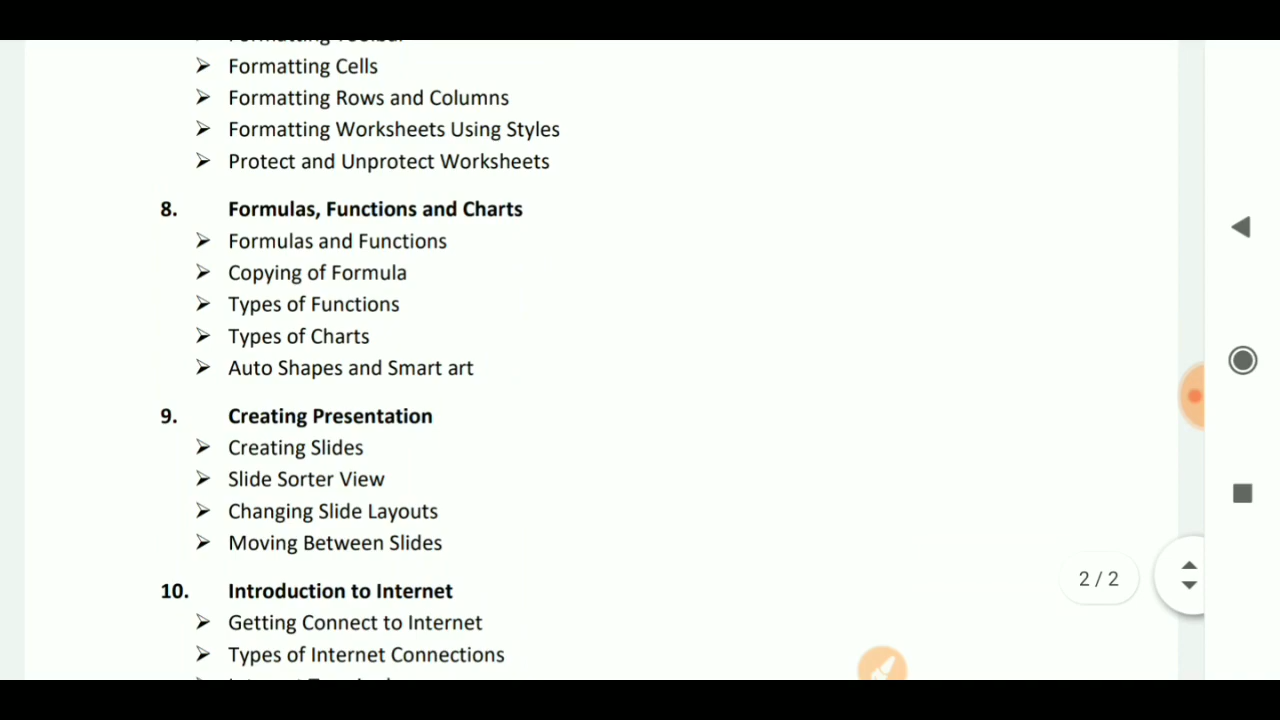 ➤ Formatting Cells
➤ Formatting Rows and Columns
➤ Formatting Worksheets Using Styles
➤ Protect and Unprotect Worksheets
8. Formulas, Functions and Charts
➤ Formulas and Functions
➤ Copying of Formula
➤ Types of Functions
➤ Types of Charts
➤ Auto Shapes and Smart art
9. Creating Presentation
➤ Creating Slides
➤ Slide Sorter View
➤ Changing Slide Layouts
➤ Moving Between Slides
10. Introduction to Internet
➤ Getting Connect to Internet
➤ Types of Internet Connections
2 / 2